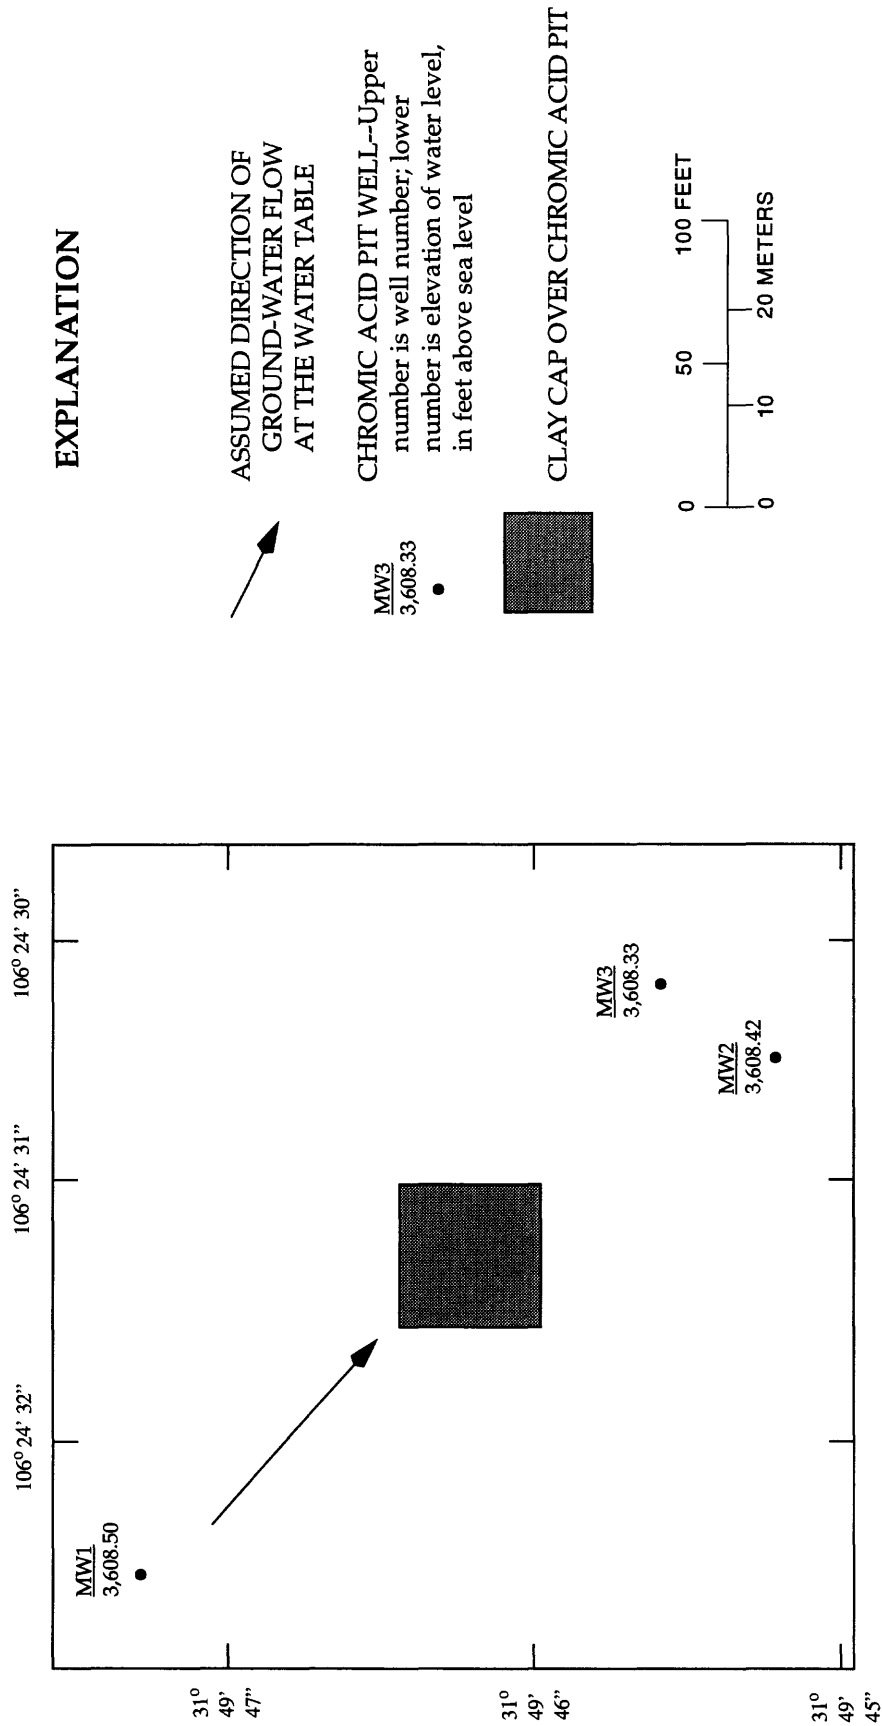 106° 24' 32"
106° 24' 31"
106° 24' 30"
31°
49'
47"
31°
49'
46"
31°
49'
45"
MW1
3,608.50
MW3
3,608.33
MW2
3,608.42
EXPLANATION
ASSUMED DIRECTION OF
GROUND-WATER FLOW
AT THE WATER TABLE
MW3
3,608.33
CHROMIC ACID PIT WELL--Upper
number is well number; lower
number is elevation of water level,
in feet above sea level
CLAY CAP OVER CHROMIC ACID PIT
0 50 100 FEET
0 10 20 METERS